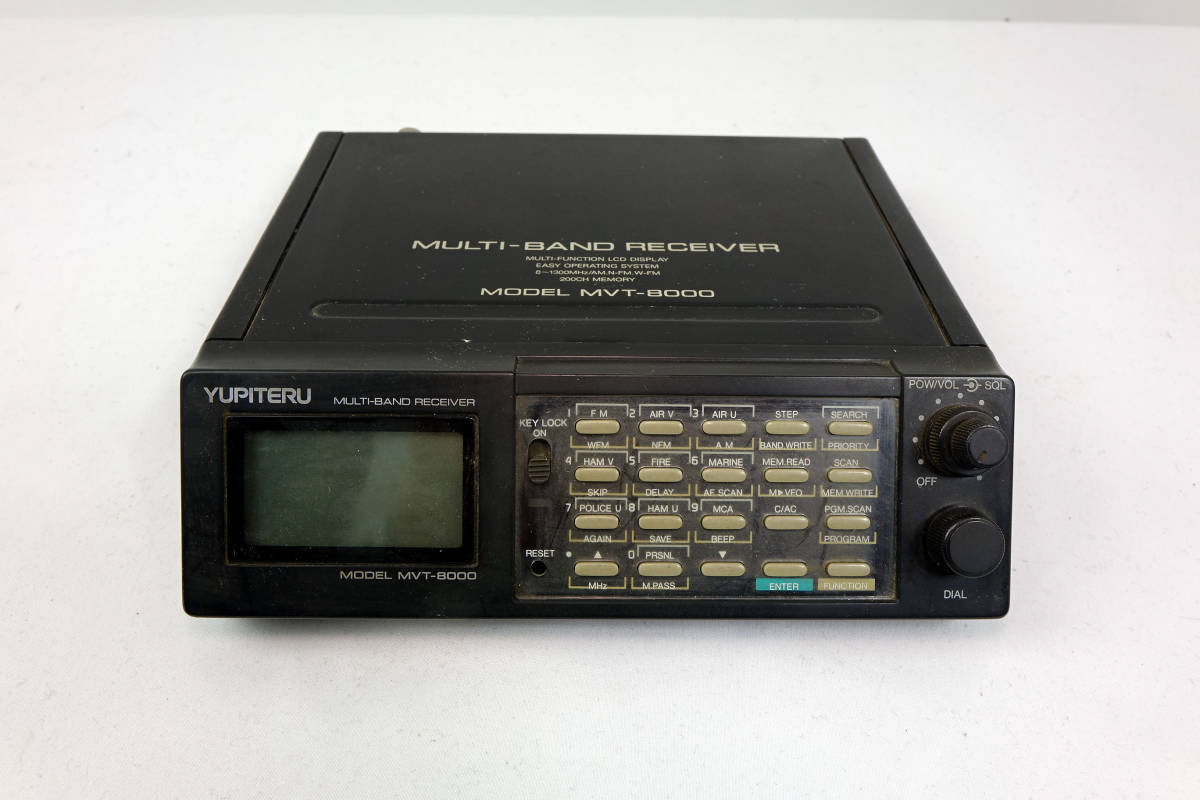 MULTI-BAND RECEIVER
MULTI-FUNCTION LCD DISPLAY
EASY OPERATING SYSTEM
8~1300MHz/AM.N-FM.W-FM
200CH MEMORY
MODEL MVT-8000
YUPITERU MULTI-BAND RECEIVER
MODEL MVT-8000
POW/VOL SQL
OFF
DIAL
KEY LOCK
ON
RESET
1 FM 2 AIR V 3 AIR U STEP SEARCH
WFM NFM A M BAND.WRITE PRIORITY
4 HAM V 5 FIRE 6 MARINE MEM.READ SCAN
SKIP DELAY AF SCAN M▶VFO MEM.WRITE
7 POLICE U 8 HAM U 9 MCA C/AC PGM.SCAN
AGAIN SAVE BEEP PROGRAM
• ▲ 0 PRSNL ▼
MHz M.PASS ENTER FUNCTION